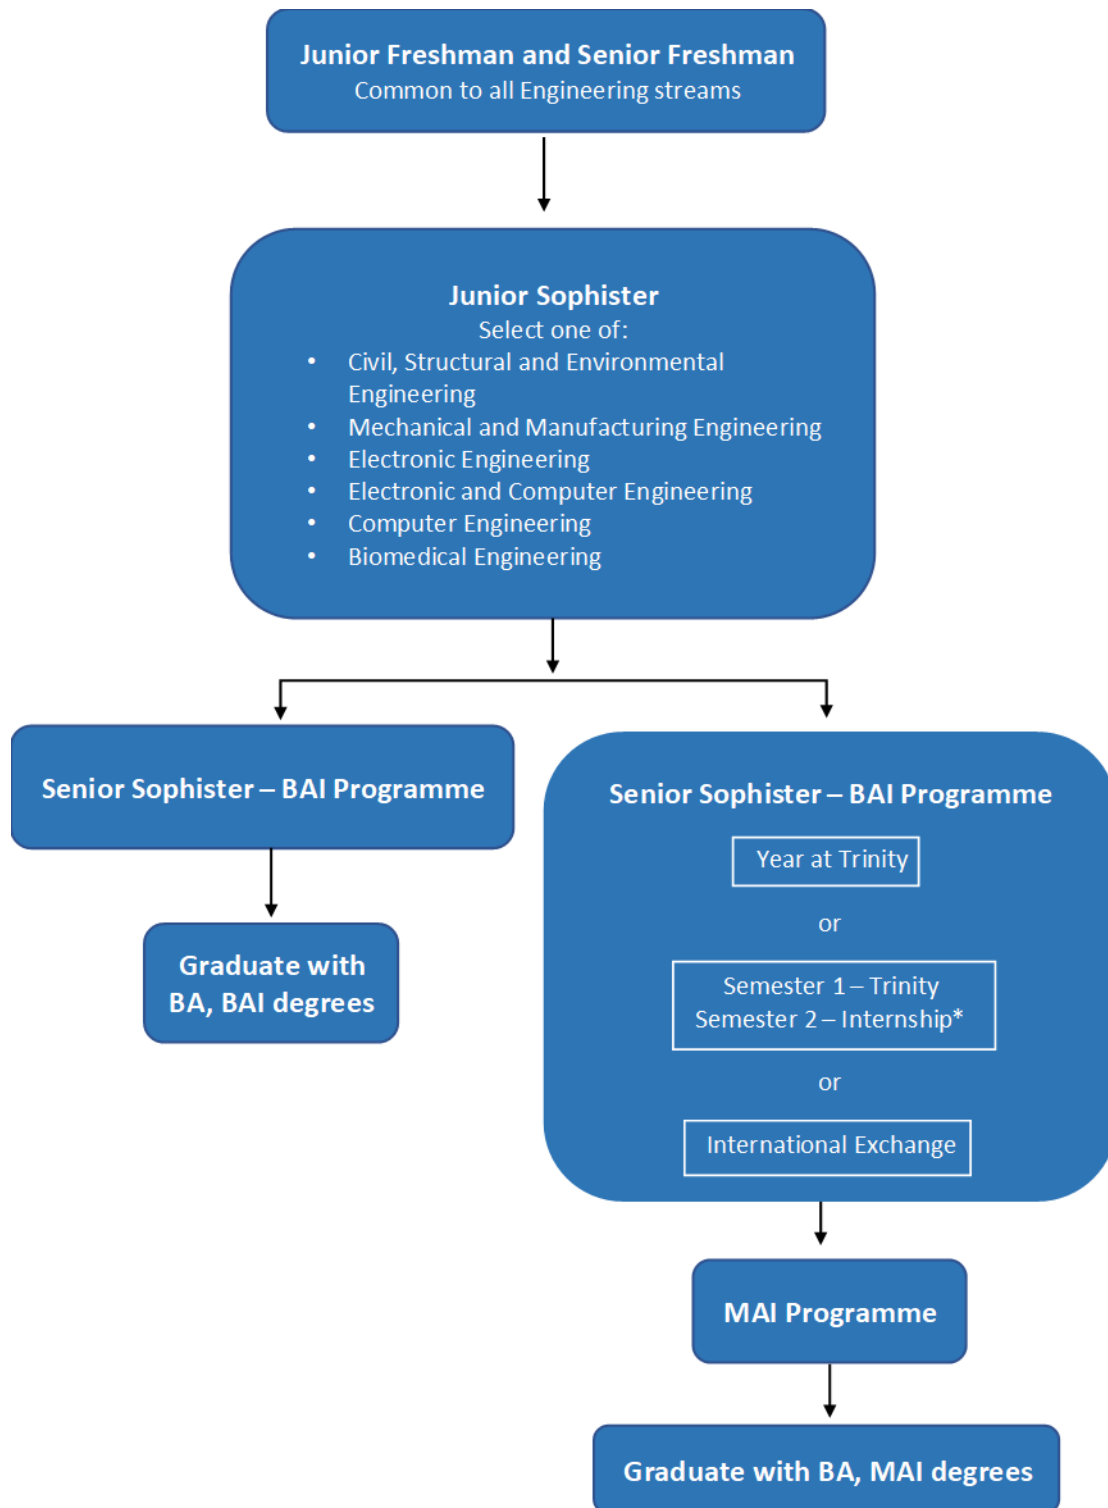 Junior Freshman and Senior Freshman
Common to all Engineering streams
Junior Sophister
Select one of:
• Civil, Structural and Environmental
Engineering
• Mechanical and Manufacturing Engineering
• Electronic Engineering
• Electronic and Computer Engineering
• Computer Engineering
• Biomedical Engineering
Senior Sophister – BAI Programme
Graduate with
BA, BAI degrees
Senior Sophister – BAI Programme
Year at Trinity
or
Semester 1 – Trinity
Semester 2 – Internship*
or
International Exchange
MAI Programme
Graduate with BA, MAI degrees